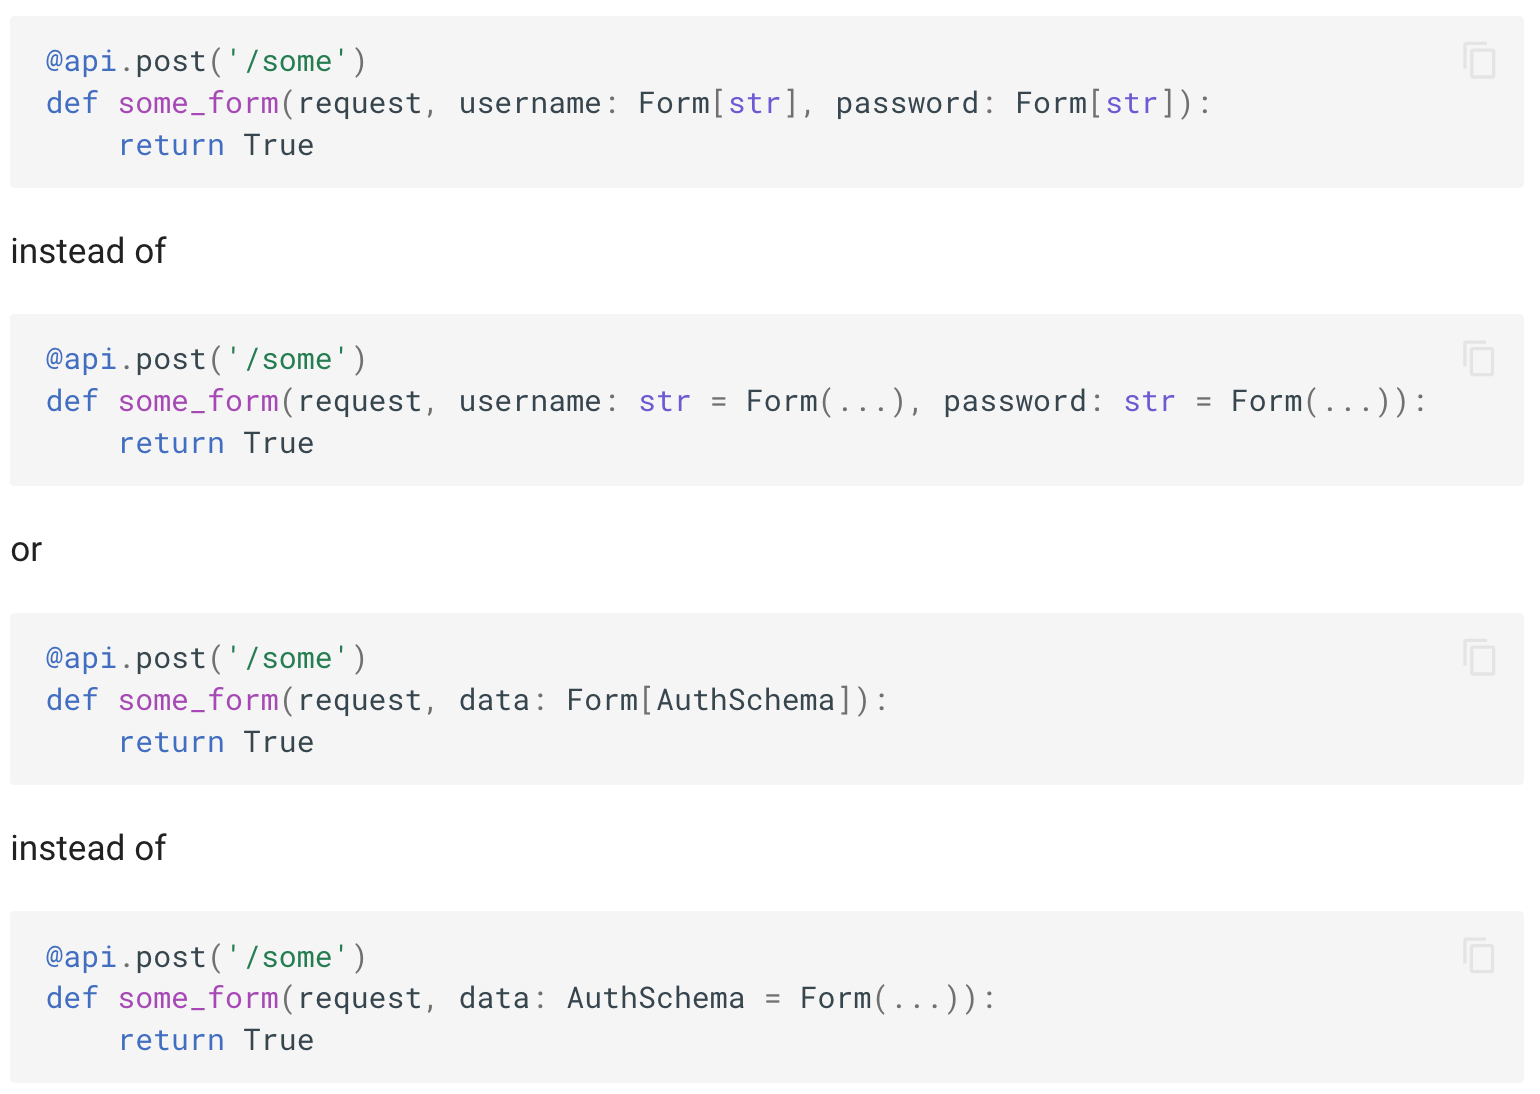 @api.post('/some')
def some_form(request, username: Form[str], password: Form[str]):
    return True
instead of
@api.post('/some')
def some_form(request, username: str = Form(...), password: str = Form(...)):
    return True
or
@api.post('/some')
def some_form(request, data: Form[AuthSchema]):
    return True
instead of
@api.post('/some')
def some_form(request, data: AuthSchema = Form(...)):
    return True